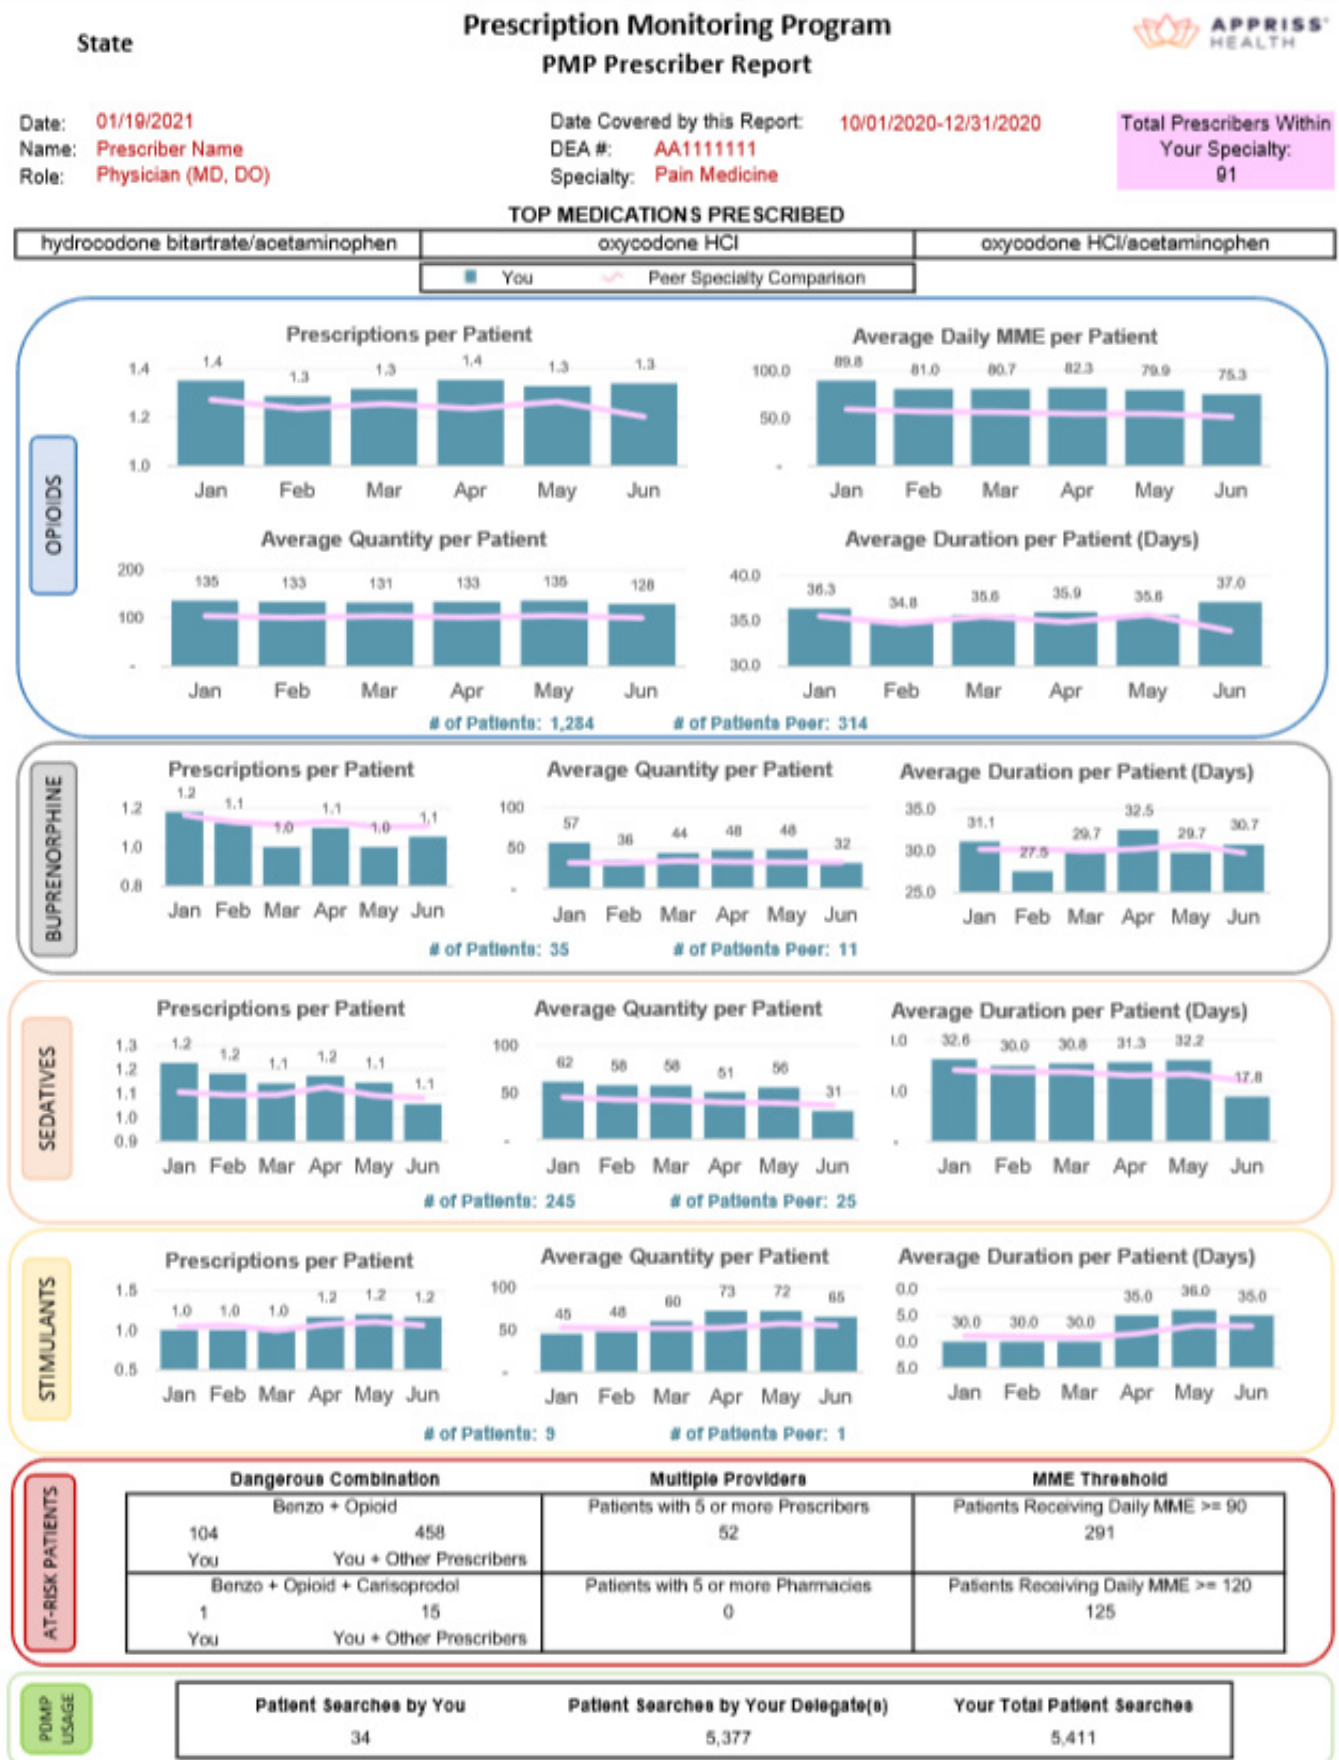 State
Prescription Monitoring Program
PMP Prescriber Report
APPRISS
HEALTH
Date: 01/19/2021
Name: Prescriber Name
Role: Physician (MD, DO)
Date Covered by this Report: 10/01/2020-12/31/2020
DEA #: AA1111111
Specialty: Pain Medicine
Total Prescribers Within
Your Specialty:
91
TOP MEDICATIONS PRESCRIBED
hydrocodone bitartrate/acetaminophen oxycodone HCl oxycodone HCl/acetaminophen
You Peer Specialty Comparison
OPIOIDS
Prescriptions per Patient
1.4 1.3 1.3 1.4 1.3 1.3
1.4
1.2
1.0
Jan Feb Mar Apr May Jun
Average Daily MME per Patient
89.8 81.0 80.7 82.3 79.9 75.3
100.0
50.0
-
Jan Feb Mar Apr May Jun
Average Quantity per Patient
135 133 131 133 135 128
200
100
-
Jan Feb Mar Apr May Jun
Average Duration per Patient (Days)
36.3 34.8 35.6 35.9 35.6 37.0
40.0
35.0
30.0
Jan Feb Mar Apr May Jun
# of Patients: 1,284 # of Patients Peer: 314
BUPRENORPHINE
Prescriptions per Patient
1.2 1.1 1.0 1.1 1.0 1.1
1.2
1.0
0.8
Jan Feb Mar Apr May Jun
Average Quantity per Patient
57 36 44 48 48 32
100
50
-
Jan Feb Mar Apr May Jun
Average Duration per Patient (Days)
31.1 27.5 29.7 32.5 29.7 30.7
35.0
30.0
25.0
Jan Feb Mar Apr May Jun
# of Patients: 35 # of Patients Peer: 11
SEDATIVES
Prescriptions per Patient
1.2 1.2 1.1 1.2 1.1 1.1
1.3
1.2
1.1
1.0
0.9
Jan Feb Mar Apr May Jun
Average Quantity per Patient
62 58 58 51 56 31
100
50
-
Jan Feb Mar Apr May Jun
Average Duration per Patient (Days)
32.6 30.0 30.8 31.3 32.2 17.8
.0
.0
-
Jan Feb Mar Apr May Jun
# of Patients: 245 # of Patients Peer: 25
STIMULANTS
Prescriptions per Patient
1.0 1.0 1.0 1.2 1.2 1.2
1.5
1.0
0.5
Jan Feb Mar Apr May Jun
Average Quantity per Patient
45 48 60 73 72 65
100
50
-
Jan Feb Mar Apr May Jun
Average Duration per Patient (Days)
30.0 30.0 30.0 35.0 36.0 35.0
0.0
5.0
0.0
5.0
Jan Feb Mar Apr May Jun
# of Patients: 9 # of Patients Peer: 1
AT-RISK PATIENTS
Dangerous Combination Multiple Providers MME Threshold
Benzo + Opioid Patients with 5 or more Prescribers Patients Receiving Daily MME >= 90
104 458 52 291
You You + Other Prescribers
Benzo + Opioid + Carisoprodol Patients with 5 or more Pharmacies Patients Receiving Daily MME >= 120
1 15 0 125
You You + Other Prescribers
PDMP
USAGE
Patient Searches by You Patient Searches by Your Delegate(s) Your Total Patient Searches
34 5,377 5,411